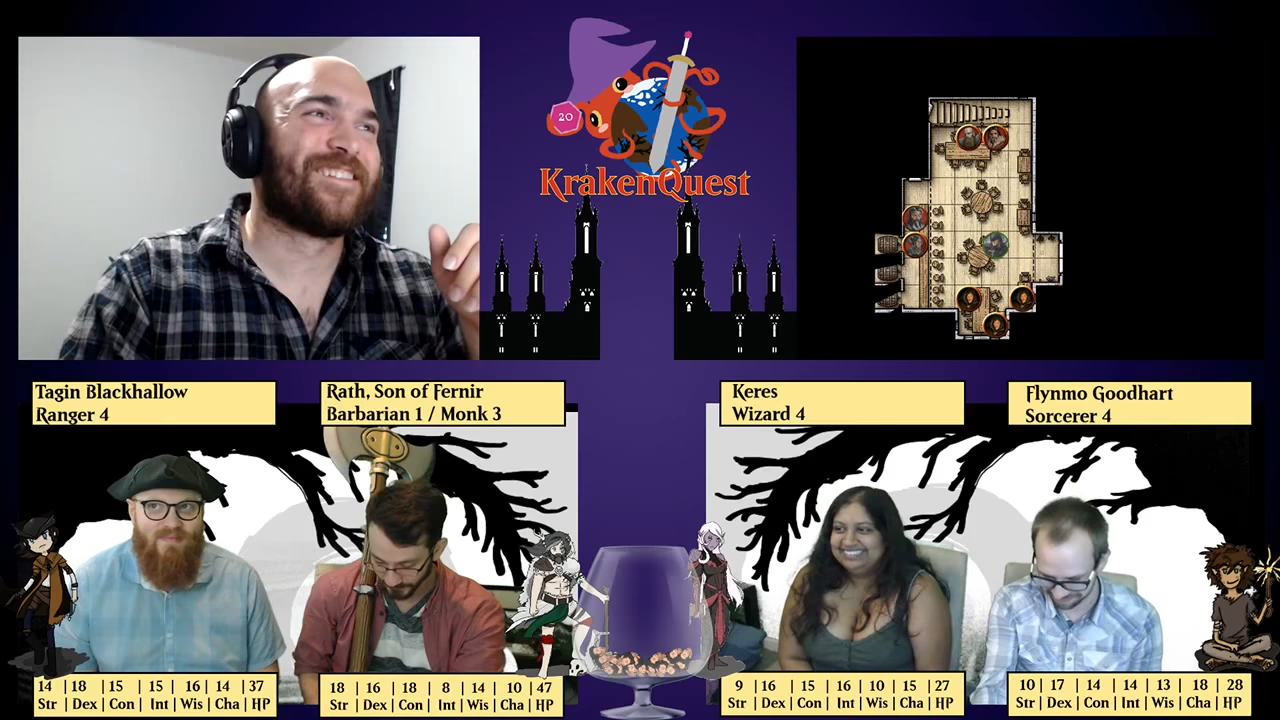 20
KrakenQuest
Tagin Blackhallow
Ranger 4
Rath, Son of Fernir
Barbarian 1 / Monk 3
Keres
Wizard 4
Flynmo Goodhart
Sorcerer 4
14 | 18 | 15 | 15 | 16 | 14 | 37
Str | Dex | Con | Int | Wis | Cha | HP
18 | 16 | 18 | 8 | 14 | 10 | 47
Str | Dex | Con | Int | Wis | Cha | HP
9 | 16 | 15 | 16 | 10 | 15 | 27
Str | Dex | Con | Int | Wis | Cha | HP
10 | 17 | 14 | 14 | 13 | 18 | 28
Str | Dex | Con | Int | Wis | Cha | HP